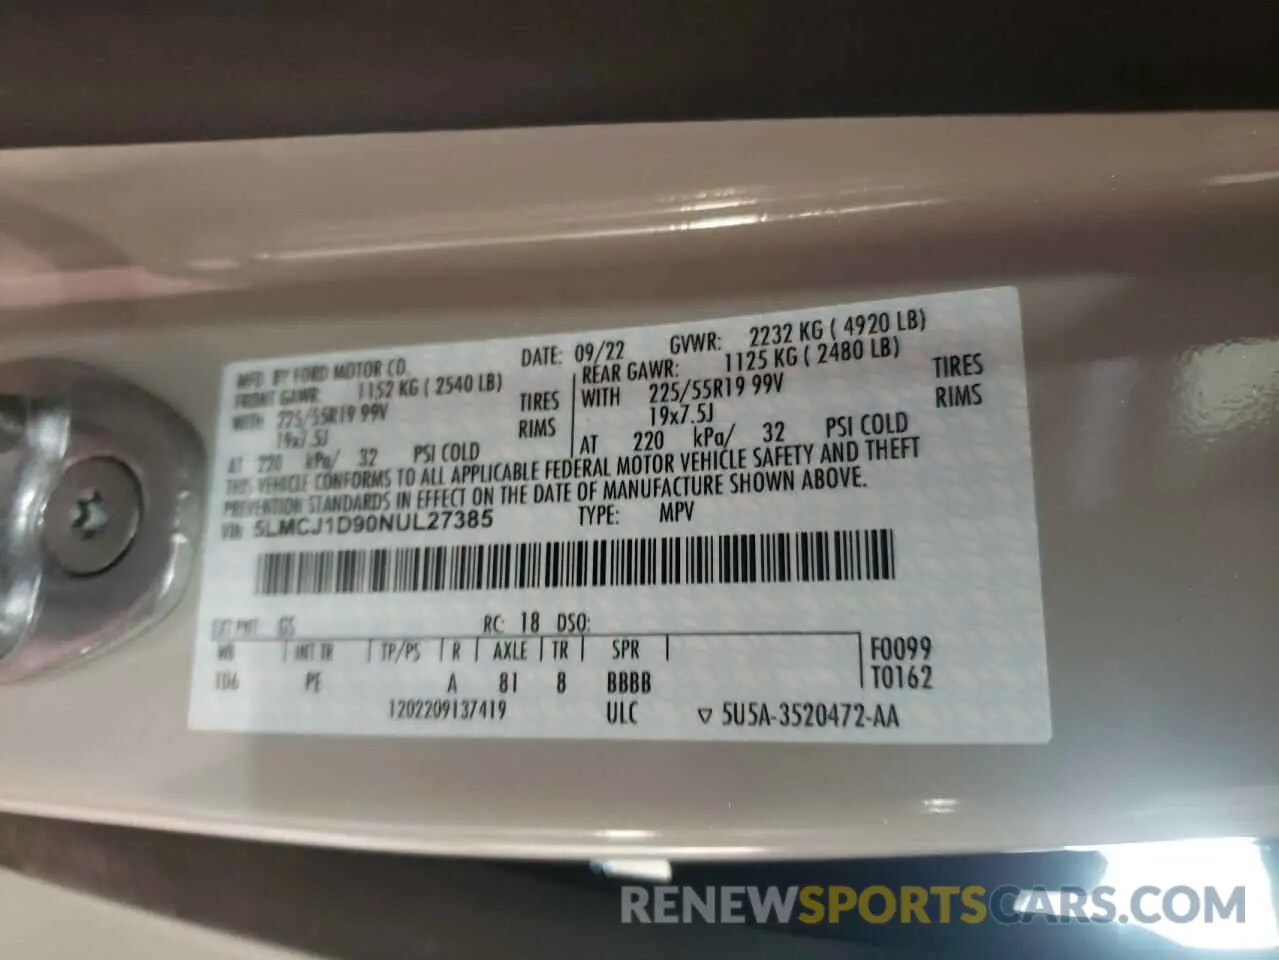 MFD. BY FORD MOTOR CO. DATE: 09/22 GVWR: 2232 KG ( 4920 LB)
FRONT GAWR: 1152 KG ( 2540 LB) REAR GAWR: 1125 KG ( 2480 LB)
WITH 225/55R19 99V TIRES WITH 225/55R19 99V TIRES
19x7.5J RIMS 19x7.5J RIMS
AT 220 kPa/ 32 PSI COLD AT 220 kPa/ 32 PSI COLD
THIS VEHICLE CONFORMS TO ALL APPLICABLE FEDERAL MOTOR VEHICLE SAFETY AND THEFT
PREVENTION STANDARDS IN EFFECT ON THE DATE OF MANUFACTURE SHOWN ABOVE.
VIN: 5LMCJ1D90NUL27385 TYPE: MPV
EXT PNT: GS RC: 18 DSO:
WB INT TR TP/PS R AXLE TR SPR F0099
106 PE A 81 8 BBBB T0162
1202209137419 ULC ▽ 5U5A-3520472-AA
RENEWSPORTSCARS.COM